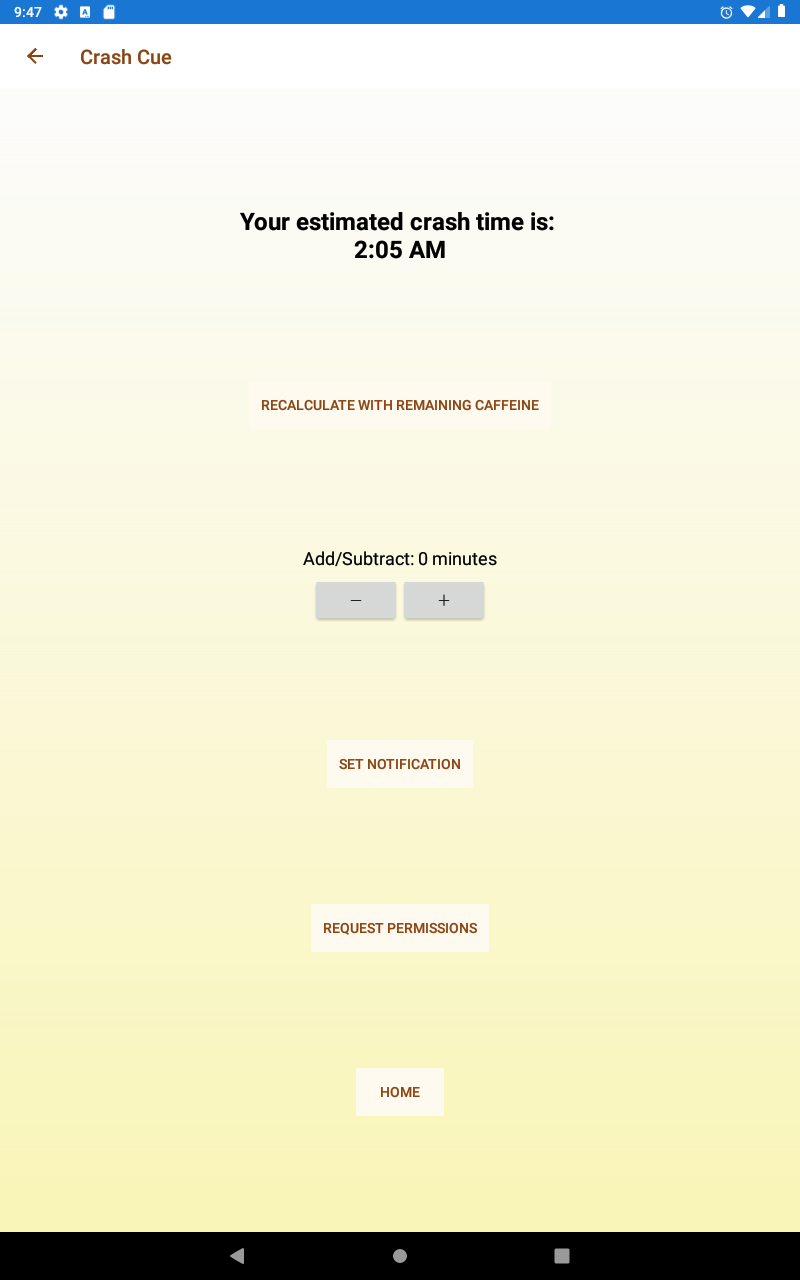 9:47
Crash Cue
Your estimated crash time is:
2:05 AM
RECALCULATE WITH REMAINING CAFFEINE
Add/Subtract: 0 minutes
− +
SET NOTIFICATION
REQUEST PERMISSIONS
HOME